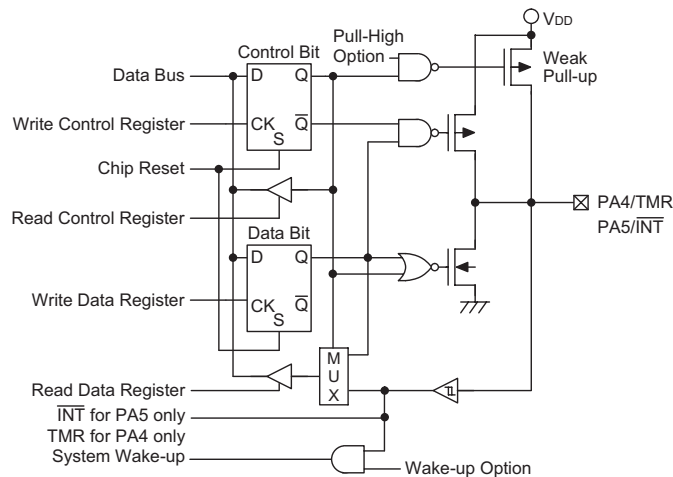 VDD
Pull-High
Option
Control Bit
Weak
Pull-up
Data Bus
D Q
Write Control Register
CK Q̅
S
Chip Reset
PA4/TMR
PA5/I̅N̅T̅
Read Control Register
Data Bit
D Q
Write Data Register
CK Q̅
S
M
U
X
Read Data Register
I̅N̅T̅ for PA5 only
TMR for PA4 only
System Wake-up
Wake-up Option